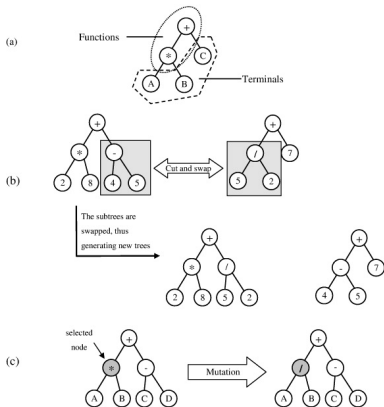 (a)
Functions
+
*
C
A
B
Terminals
(b)
+
*
-
2
8
4
5
Cut and swap
+
/
7
5
2
The subtrees are
swapped, thus
generating new trees
+
*
/
2
8
5
2
+
-
7
4
5
(c)
selected
node
+
*
-
A
B
C
D
Mutation
+
/
-
A
B
C
D